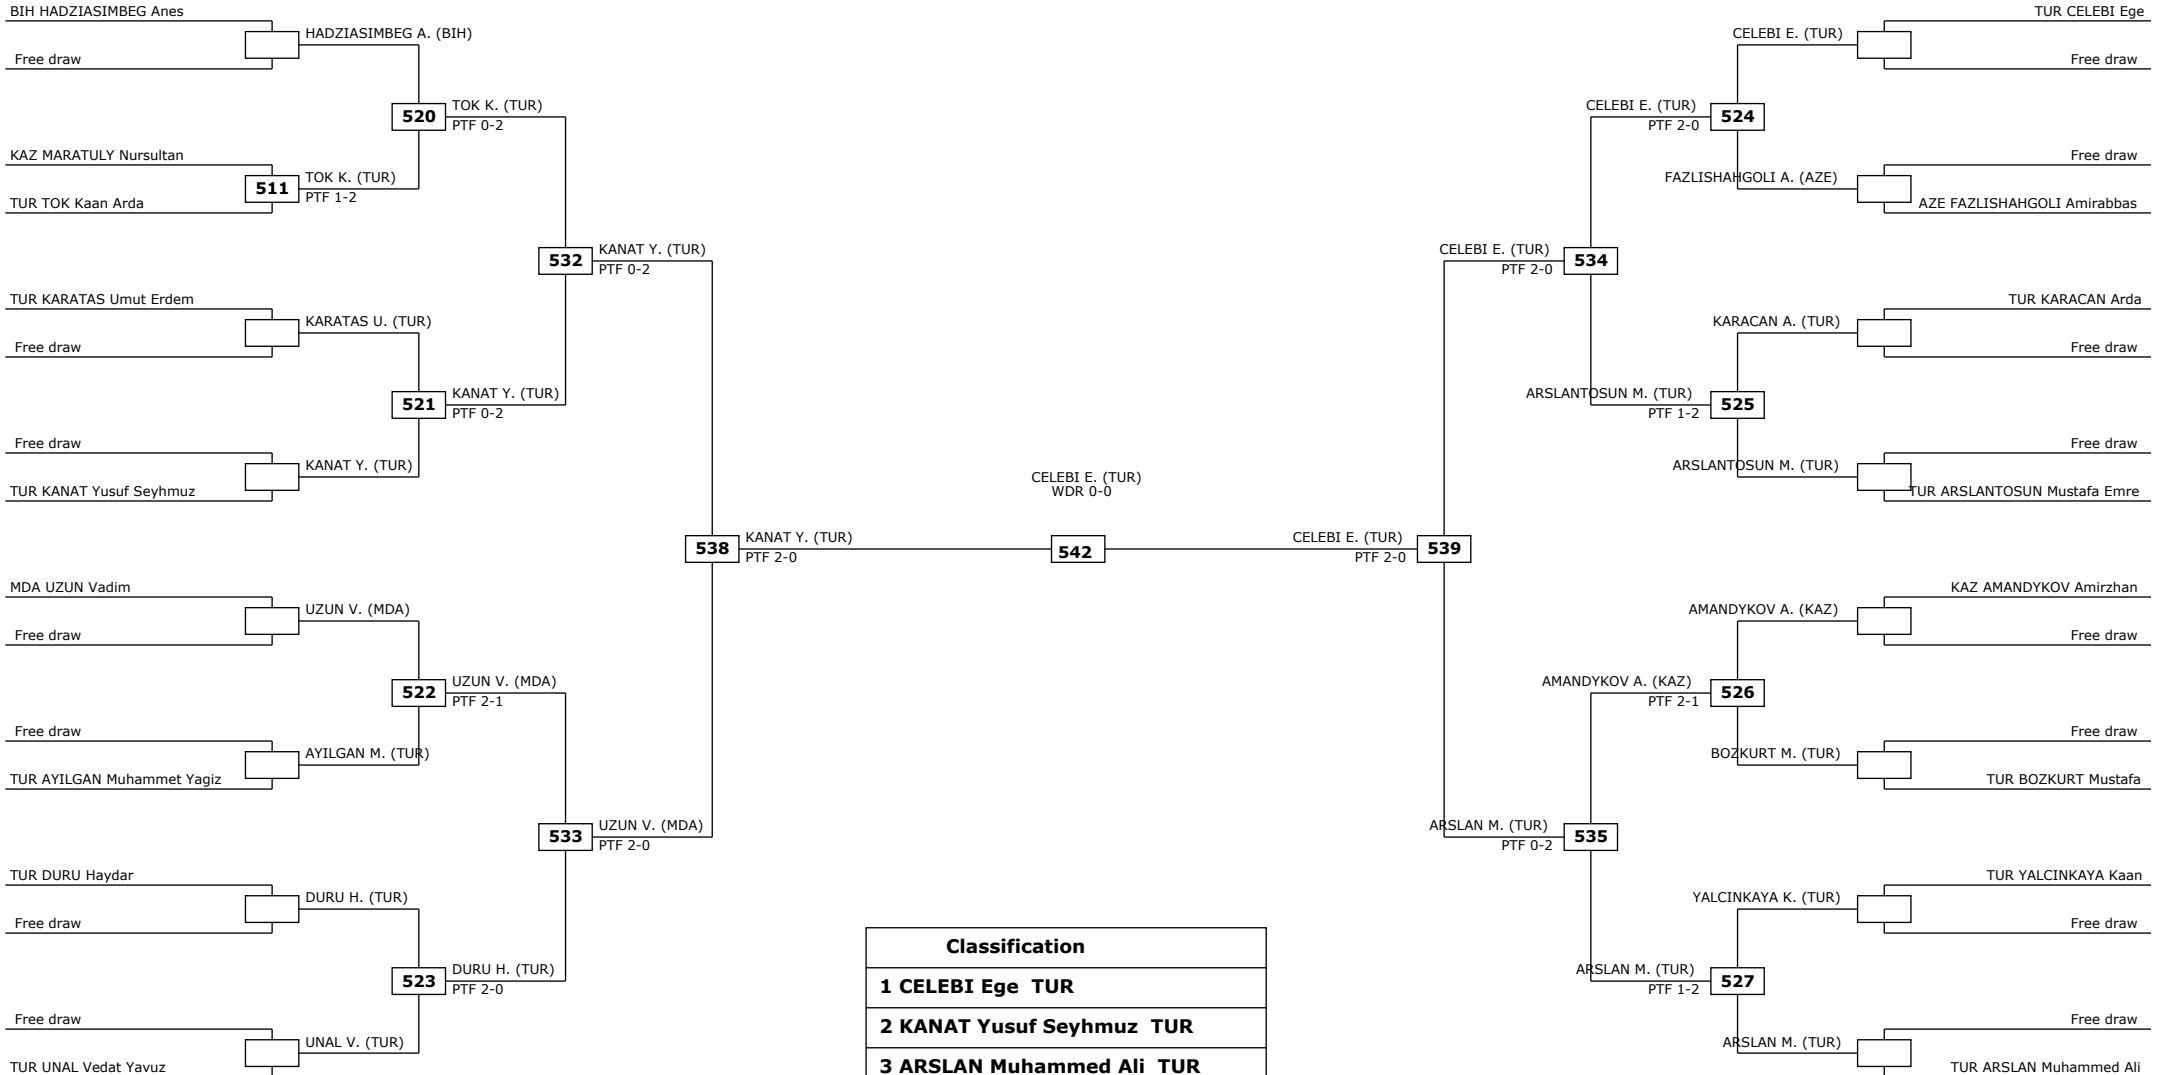 BIH HADZIASIMBEG Anes
HADZIASIMBEG A. (BIH)
Free draw
520
TOK K. (TUR)
PTF 0-2
KAZ MARATULY Nursultan
511
TOK K. (TUR)
PTF 1-2
TUR TOK Kaan Arda
532
KANAT Y. (TUR)
PTF 0-2
TUR KARATAS Umut Erdem
KARATAS U. (TUR)
Free draw
521
KANAT Y. (TUR)
PTF 0-2
Free draw
KANAT Y. (TUR)
TUR KANAT Yusuf Seyhmuz
538
KANAT Y. (TUR)
PTF 2-0
MDA UZUN Vadim
UZUN V. (MDA)
Free draw
522
UZUN V. (MDA)
PTF 2-1
Free draw
AYILGAN M. (TUR)
TUR AYILGAN Muhammet Yagiz
533
UZUN V. (MDA)
PTF 2-0
TUR DURU Haydar
DURU H. (TUR)
Free draw
523
DURU H. (TUR)
PTF 2-0
Free draw
UNAL V. (TUR)
TUR UNAL Vedat Yavuz
CELEBI E. (TUR)
WDR 0-0
542
Classification
1 CELEBI Ege TUR
2 KANAT Yusuf Seyhmuz TUR
3 ARSLAN Muhammed Ali TUR
TUR CELEBI Ege
CELEBI E. (TUR)
Free draw
CELEBI E. (TUR)
PTF 2-0
524
Free draw
FAZLISHAHGOLI A. (AZE)
AZE FAZLISHAHGOLI Amirabbas
CELEBI E. (TUR)
PTF 2-0
534
TUR KARACAN Arda
KARACAN A. (TUR)
Free draw
ARSLANTOSUN M. (TUR)
PTF 1-2
525
Free draw
ARSLANTOSUN M. (TUR)
TUR ARSLANTOSUN Mustafa Emre
CELEBI E. (TUR)
PTF 2-0
539
KAZ AMANDYKOV Amirzhan
AMANDYKOV A. (KAZ)
Free draw
AMANDYKOV A. (KAZ)
PTF 2-1
526
Free draw
BOZKURT M. (TUR)
TUR BOZKURT Mustafa
ARSLAN M. (TUR)
PTF 0-2
535
TUR YALCINKAYA Kaan
YALCINKAYA K. (TUR)
Free draw
ARSLAN M. (TUR)
PTF 1-2
527
Free draw
ARSLAN M. (TUR)
TUR ARSLAN Muhammed Ali